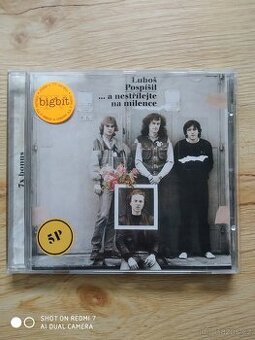 Luboš
Pospíšil
... a nestřílejte
na milence
bigbít
7x bonus
5P
SHOT ON REDMI 7
AI DUAL CAMERA